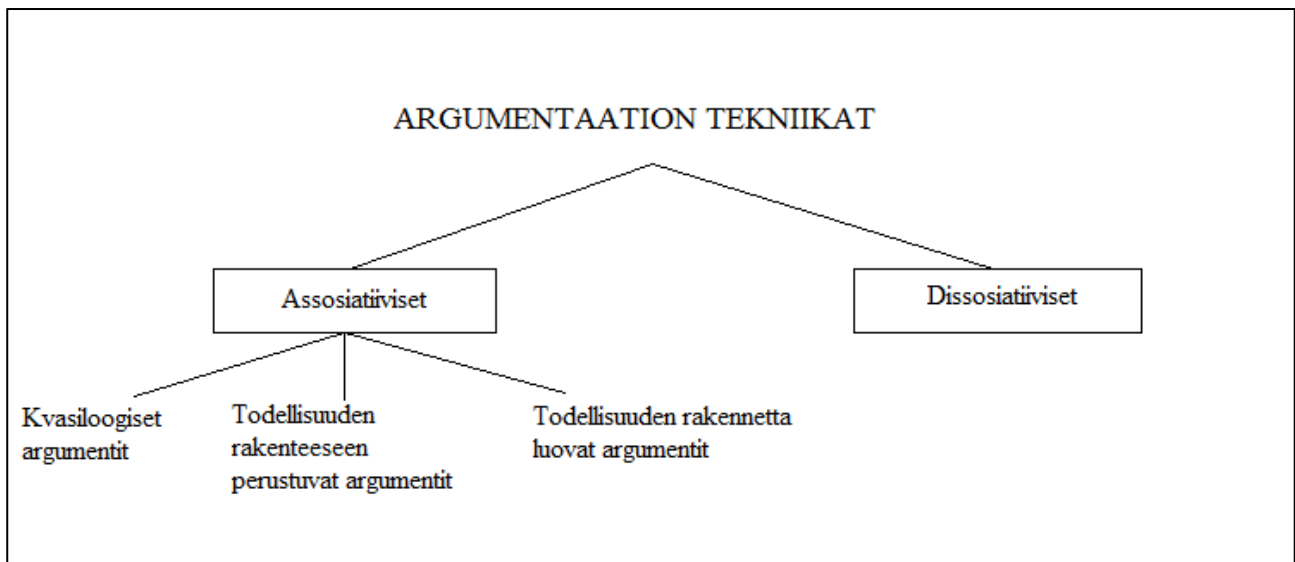 ARGUMENTAATION TEKNIIKAT
Assosiatiiviset
Dissosiatiiviset
Kvasiloogiset
argumentit
Todellisuuden
rakenteeseen
perustuvat argumentit
Todellisuuden rakennetta
luovat argumentit